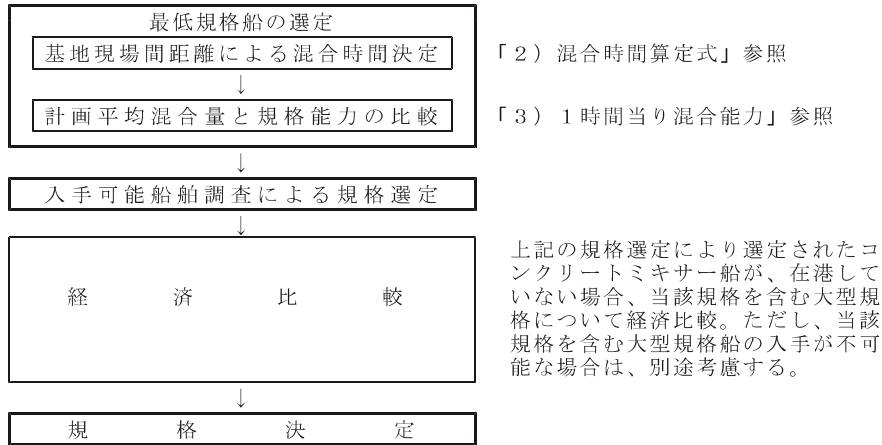 最低規格船の選定
基地現場間距離による混合時間決定
「2)混合時間算定式」参照
↓
計画平均混合量と規格能力の比較
「3)1時間当り混合能力」参照
↓
入手可能船舶調査による規格選定
↓
経済比較
上記の規格選定により選定されたコ
ンクリートミキサー船が、在港して
いない場合、当該規格を含む大型規
格について経済比較。ただし、当該
規格を含む大型規格船の入手が不可
能な場合は、別途考慮する。
↓
規格決定